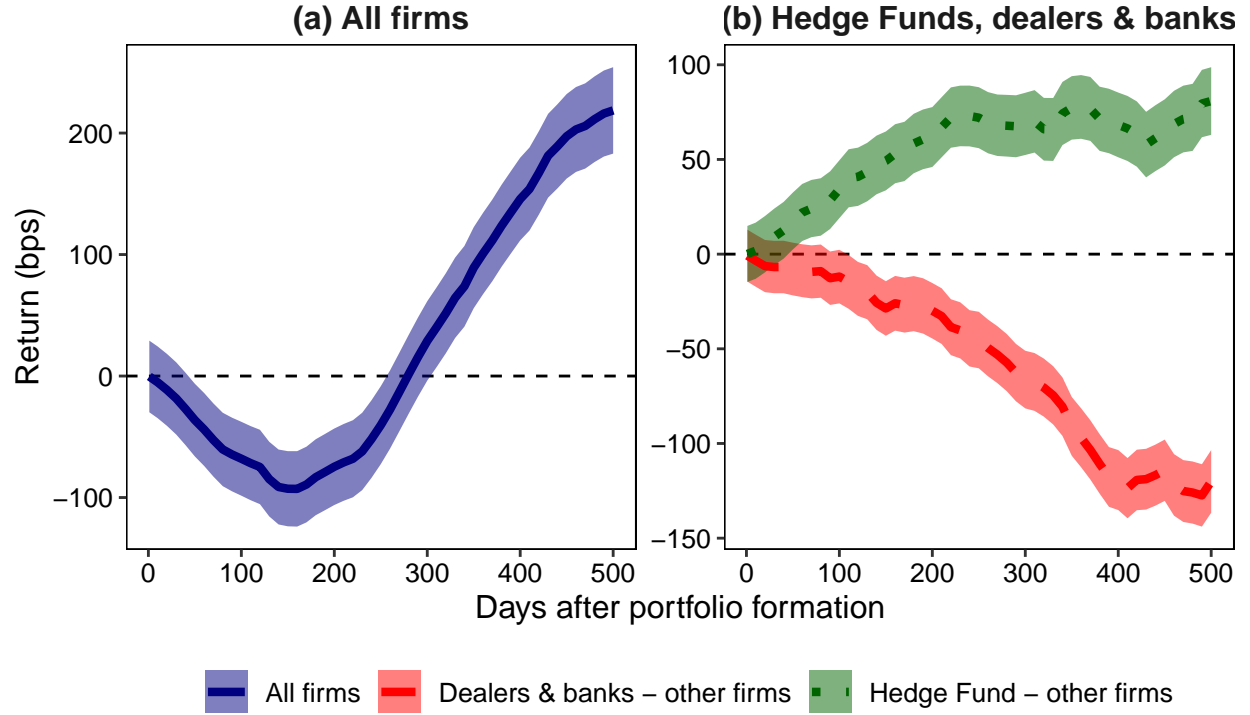 (a) All firms
(b) Hedge Funds, dealers & banks
Return (bps)
200
100
0
−100
0 100 200 300 400 500
100
50
0
−50
−100
−150
0 100 200 300 400 500
Days after portfolio formation
All firms Dealers & banks − other firms Hedge Fund − other firms